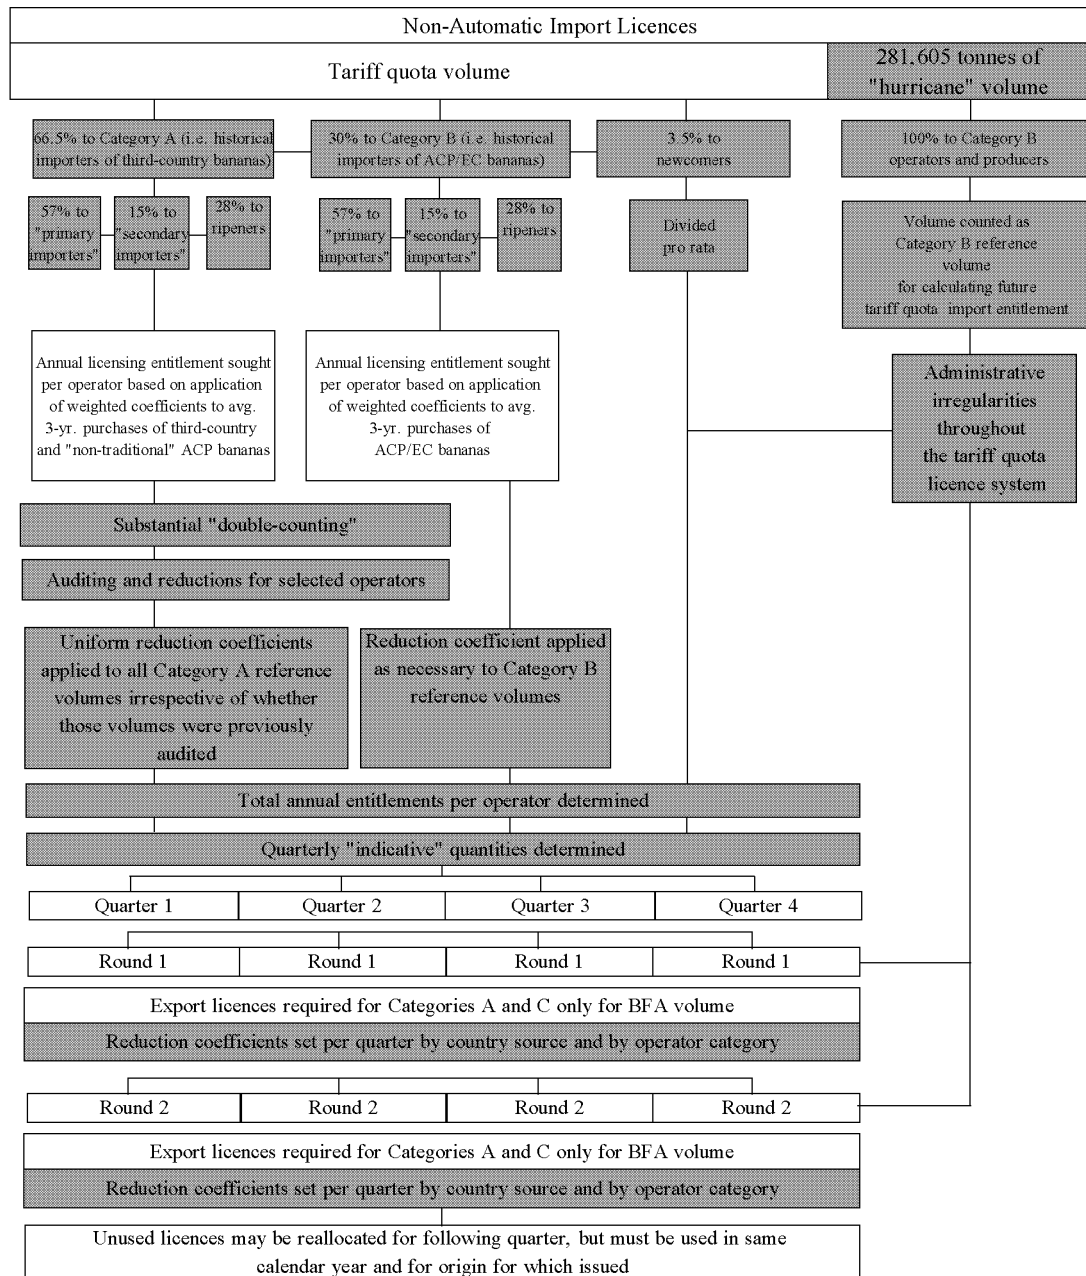 Non-Automatic Import Licences
Tariff quota volume
281,605 tonnes of
"hurricane" volume
66.5% to Category A (i.e. historical
importers of third-country bananas)
30% to Category B (i.e. historical
importers of ACP/EC bananas)
3.5% to
newcomers
100% to Category B
operators and producers
57% to
"primary
importers"
15% to
"secondary
importers"
28% to
ripeners
57% to
"primary
importers"
15% to
"secondary
importers"
28% to
ripeners
Divided
pro rata
Volume counted as
Category B reference
volume
for calculating future
tariff quota import entitlement
Annual licensing entitlement sought
per operator based on application
of weighted coefficients to avg.
3-yr. purchases of third-country
and "non-traditional" ACP bananas
Annual licensing entitlement sought
per operator based on application
of weighted coefficients to avg.
3-yr. purchases of
ACP/EC bananas
Administrative
irregularities
throughout
the tariff quota
licence system
Substantial "double-counting"
Auditing and reductions for selected operators
Uniform reduction coefficients
applied to all Category A reference
volumes irrespective of whether
those volumes were previously
audited
Reduction coefficient applied
as necessary to Category B
reference volumes
Total annual entitlements per operator determined
Quarterly "indicative" quantities determined
Quarter 1
Quarter 2
Quarter 3
Quarter 4
Round 1
Round 1
Round 1
Round 1
Export licences required for Categories A and C only for BFA volume
Reduction coefficients set per quarter by country source and by operator category
Round 2
Round 2
Round 2
Round 2
Export licences required for Categories A and C only for BFA volume
Reduction coefficients set per quarter by country source and by operator category
Unused licences may be reallocated for following quarter, but must be used in same
calendar year and for origin for which issued